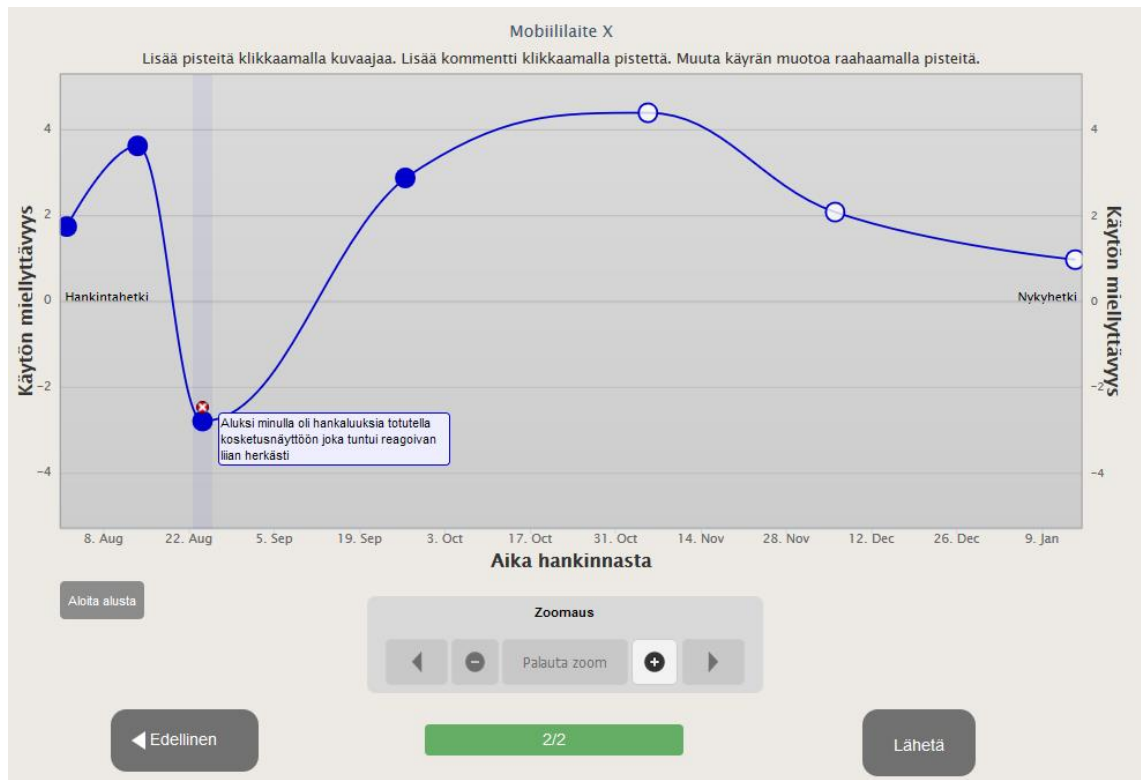 Mobiililaite X
Lisää pisteitä klikkaamalla kuvaajaa. Lisää kommentti klikkaamalla pistettä. Muuta käyrän muotoa raahaamalla pisteitä.
Käytön miellyttävyys
4
2
0
−2
−4
Hankintahetki
Nykyhetki
Aluksi minulla oli hankaluuksia totutella
kosketusnäyttöön joka tuntui reagoivan
liian herkästi
4
2
0
−2
−4
Käytön miellyttävyys
8. Aug 22. Aug 5. Sep 19. Sep 3. Oct 17. Oct 31. Oct 14. Nov 28. Nov 12. Dec 26. Dec 9. Jan
Aika hankinnasta
Aloita alusta
Zoomaus
Palauta zoom
Edellinen
2/2
Lähetä